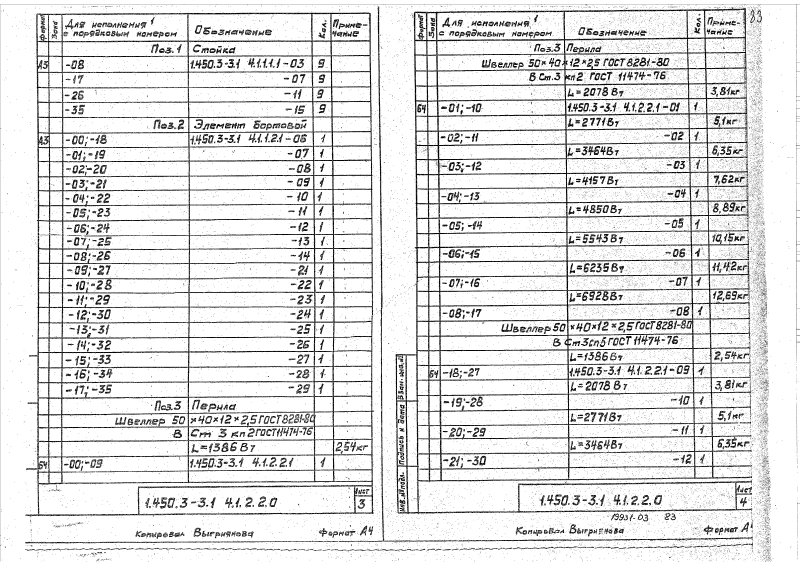 Формат
Зона
Для исполнения 1
с порядковым номером
Обозначение
Кол.
Приме-
чание
Поз.1 Стойка
А3 -08 1.450.3-3.1 4.1.1.1-03 9
-17 -07 9
-26 -11 9
-35 -15 9
Поз.2 Элемент бортовой
А3 -00;-18 1.450.3-3.1 4.1.1.2.1-06 1
-01;-19 -07 1
-02;-20 -08 1
-03;-21 -09 1
-04;-22 -10 1
-05;-23 -11 1
-06;-24 -12 1
-07;-25 -13 1
-08;-26 -14 1
-09;-27 -21 1
-10;-28 -22 1
-11;-29 -23 1
-12;-30 -24 1
-13;-31 -25 1
-14;-32 -26 1
-15;-33 -27 1
-16;-34 -28 1
-17;-35 -29 1
Поз.3 Перила
Швеллер 50×40×12×2,5 ГОСТ 8281-80
В Ст 3 кп2 ГОСТ 11474-76
L=1386 Вт 2,54кг
БЧ -00;-09 1.450.3-3.1 4.1.2.2.1 1
1.450.3-3.1 4.1.2.2.0
Лист
3
Копировал Выгриянова Формат А4
83
Формат
Зона
Для исполнения 1
с порядковым номером
Обозначение
Кол.
Приме-
чание
Поз.3 Перила
Швеллер 50×40×12×2,5 ГОСТ 8281-80
В Ст.3 кп2 ГОСТ 11474-76
L=2078 Вт 3,81кг
БЧ -01;-10 1.450.3-3.1 4.1.2.2.1-01 1
L=2771 Вт 5,1кг
-02;-11 -02 1
L=3464 Вт 6,35кг
-03;-12 -03 1
L=4157 Вт 7,62кг
-04;-13 -04 1
L=4850 Вт 8,89кг
-05;-14 -05 1
L=5543 Вт 10,15кг
-06;-15 -06 1
L=6235 Вт 11,42кг
-07;-16 -07 1
L=6928 Вт 12,69кг
-08;-17 -08 1
Швеллер 50×40×12×2,5 ГОСТ 8281-80
В Ст3сп5 ГОСТ 11474-76
L=1386 Вт 2,54кг
БЧ -18;-27 1.450.3-3.1 4.1.2.2.1-09 1
L=2078 Вт 3,81кг
-19;-28 -10 1
L=2771 Вт 5,1кг
-20;-29 -11 1
L=3464 Вт 6,35кг
-21;-30 -12 1
Инв.№подл. Подпись и дата Взам.инв.№
1.450.3-3.1 4.1.2.2.0
Лист
4
19931-03 83
Копировал Выгриянова Формат А4